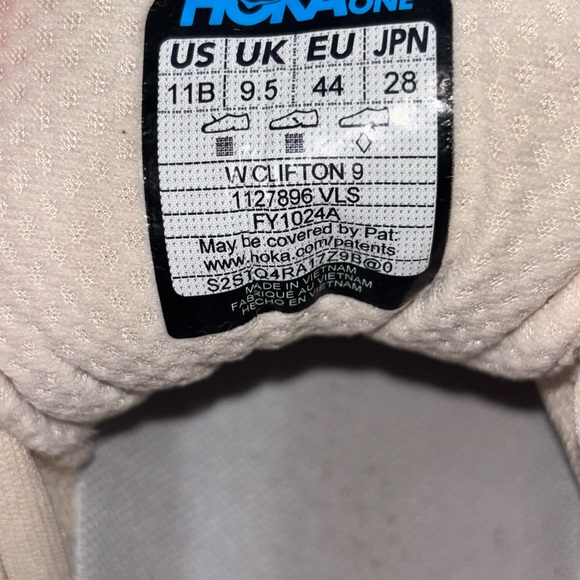 HOKA ONE
US UK EU JPN
11B 9.5 44 28
W CLIFTON 9
1127896 VLS
FY1024A
May be covered by Pat.
www.hoka.com/patents
S2S1Q4RA17Z9B@0
MADE IN VIETNAM
FABRIQUE AU VIETNAM
HECHO EN VIETNAM